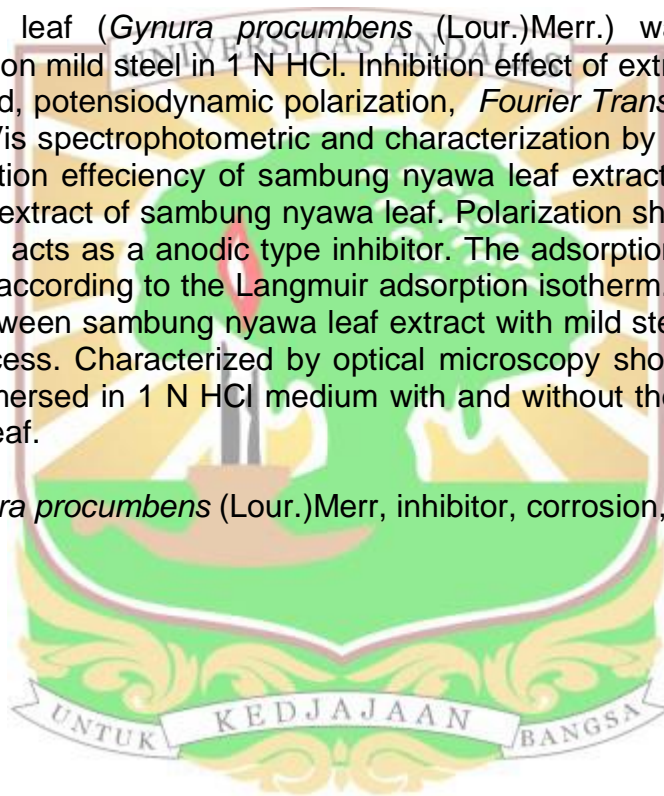 leaf (Gynura procumbens (Lour.)Merr.) wa
UNIVERSITAS ANDALAS
on mild steel in 1 N HCl. Inhibition effect of extr
d, potensiodynamic polarization, Fourier Trans
is spectrophotometric and characterization by
tion effeciency of sambung nyawa leaf extract
extract of sambung nyawa leaf. Polarization sh
acts as a anodic type inhibitor. The adsorption
according to the Langmuir adsorption isotherm.
ween sambung nyawa leaf extract with mild ste
cess. Characterized by optical microscopy sho
mersed in 1 N HCl medium with and without the
eaf.
ra procumbens (Lour.)Merr, inhibitor, corrosion,
UNTUK KEDJAJAAN BANGSA